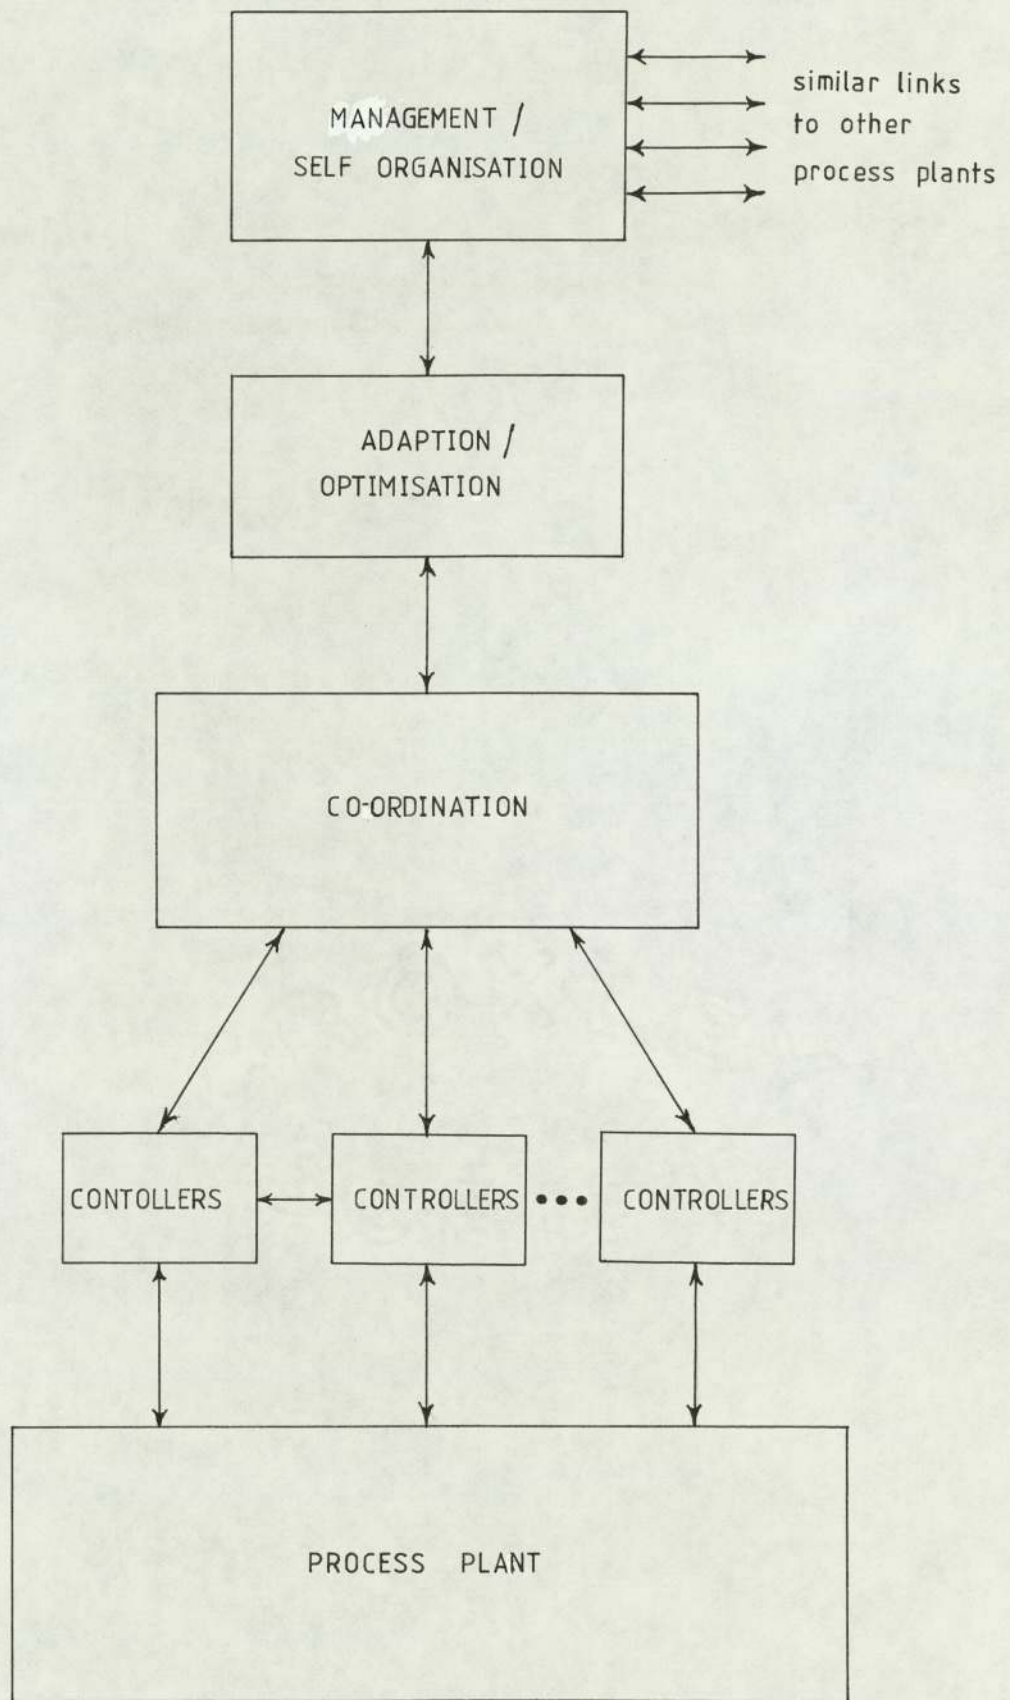 MANAGEMENT /
SELF ORGANISATION
similar links
to other
process plants
ADAPTION /
OPTIMISATION
CO-ORDINATION
CONTOLLERS
CONTROLLERS
CONTROLLERS
PROCESS PLANT